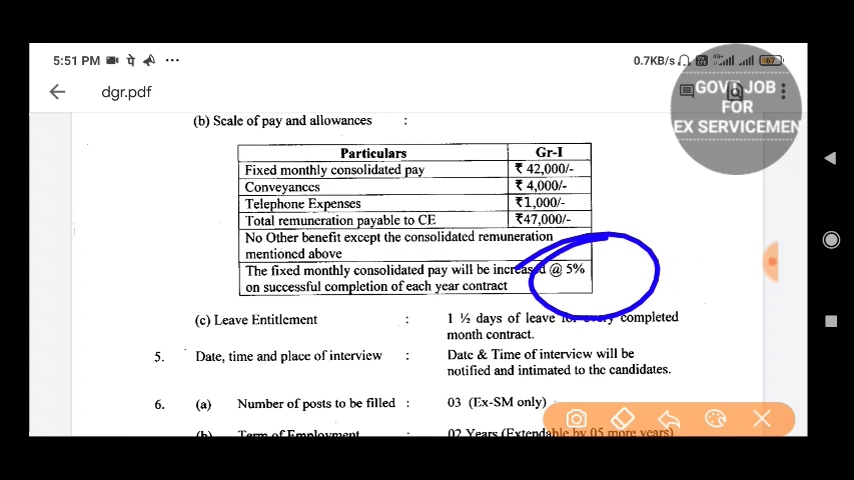 5:51 PM ...
0.7KB/s 4G+ 67
dgr.pdf
GOVT JOB
FOR
EX SERVICEMEN
(b) Scale of pay and allowances :
Particulars Gr-I
Fixed monthly consolidated pay ₹ 42,000/-
Conveyances ₹ 4,000/-
Telephone Expenses ₹1,000/-
Total remuneration payable to CE ₹47,000/-
No Other benefit except the consolidated remuneration
mentioned above
The fixed monthly consolidated pay will be increased @ 5%
on successful completion of each year contract
(c) Leave Entitlement : 1 ½ days of leave for every completed
month contract.
5. Date, time and place of interview : Date & Time of interview will be
notified and intimated to the candidates.
6. (a) Number of posts to be filled : 03 (Ex-SM only)
(b) Term of Employment 02 Years (Extendable by 05 more years)